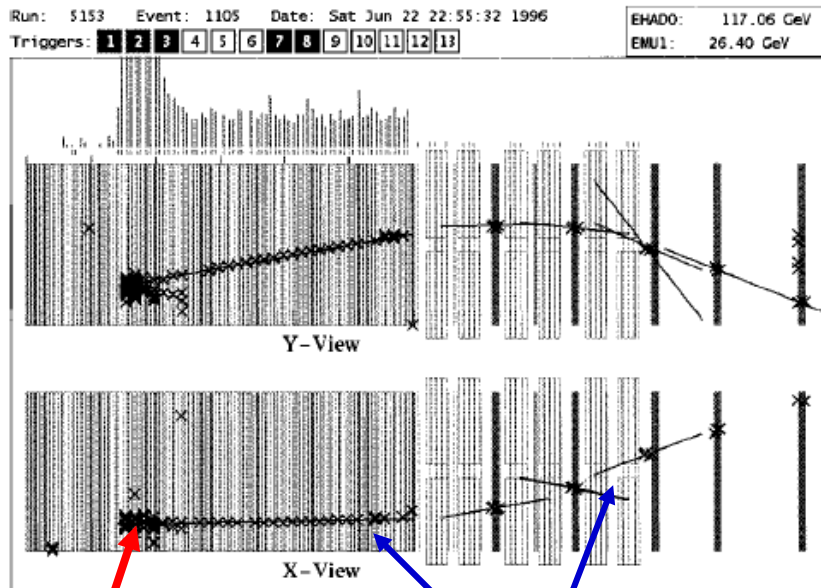 Run: 5153 Event: 1105 Date: Sat Jun 22 22:55:32 1996
Triggers: 1 2 3 4 5 6 7 8 9 10 11 12 13
EHADO: 117.06 GeV
EMU1: 26.40 GeV
Y-View
X-View